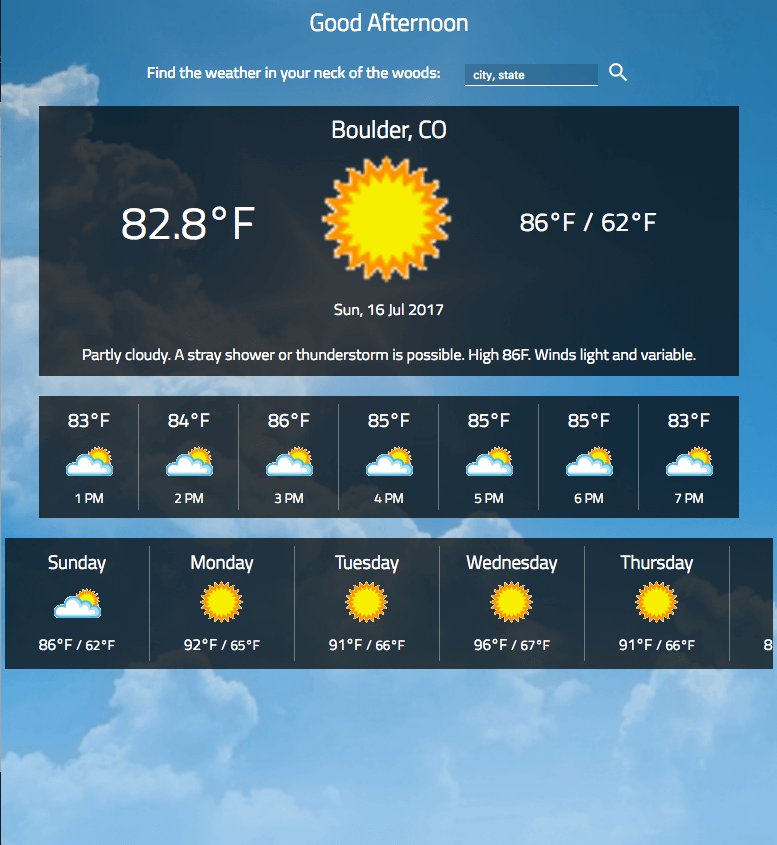 Good Afternoon
Find the weather in your neck of the woods: city, state
Boulder, CO
82.8°F 86°F / 62°F
Sun, 16 Jul 2017
Partly cloudy. A stray shower or thunderstorm is possible. High 86F. Winds light and variable.
83°F 84°F 86°F 85°F 85°F 85°F 83°F
1 PM 2 PM 3 PM 4 PM 5 PM 6 PM 7 PM
Sunday Monday Tuesday Wednesday Thursday
86°F / 62°F 92°F / 65°F 91°F / 66°F 96°F / 67°F 91°F / 66°F 8